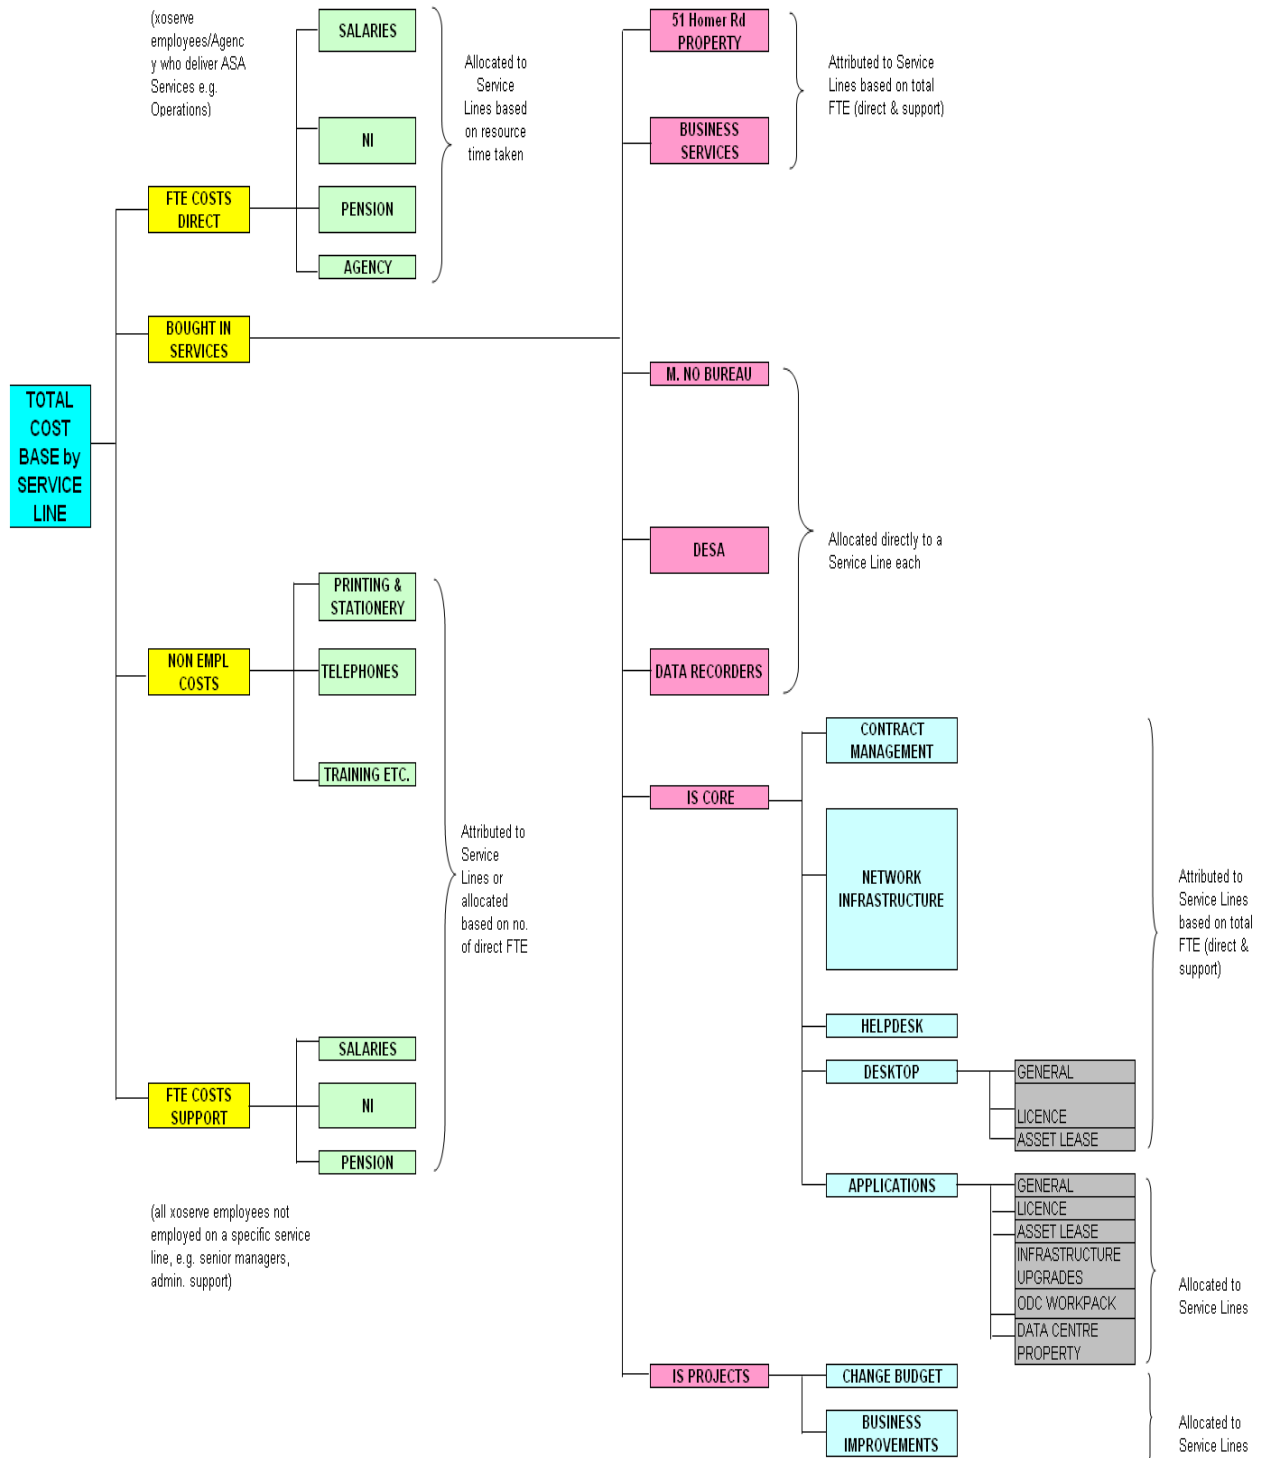 TOTAL
COST
BASE by
SERVICE
LINE
(xoserve
employees/Agenc
y who deliver ASA
Services e.g.
Operations)
FTE COSTS
DIRECT
SALARIES
NI
PENSION
AGENCY
Allocated to
Service
Lines based
on resource
time taken
BOUGHT IN
SERVICES
NON EMPL
COSTS
PRINTING &
STATIONERY
TELEPHONES
TRAINING ETC.
Attributed to
Service
Lines or
allocated
based on no.
of direct FTE
FTE COSTS
SUPPORT
SALARIES
NI
PENSION
(all xoserve employees not
employed on a specific service
line, e.g. senior managers,
admin. support)
51 Homer Rd
PROPERTY
BUSINESS
SERVICES
Attributed to Service
Lines based on total
FTE (direct & support)
M. NO BUREAU
DESA
DATA RECORDERS
Allocated directly to a
Service Line each
IS CORE
CONTRACT
MANAGEMENT
NETWORK
INFRASTRUCTURE
HELPDESK
DESKTOP
GENERAL
LICENCE
ASSET LEASE
Attributed to
Service Lines
based on total
FTE (direct &
support)
APPLICATIONS
GENERAL
LICENCE
ASSET LEASE
INFRASTRUCTURE
UPGRADES
ODC WORKPACK
DATA CENTRE
PROPERTY
Allocated to
Service Lines
IS PROJECTS
CHANGE BUDGET
BUSINESS
IMPROVEMENTS
Allocated to
Service Lines